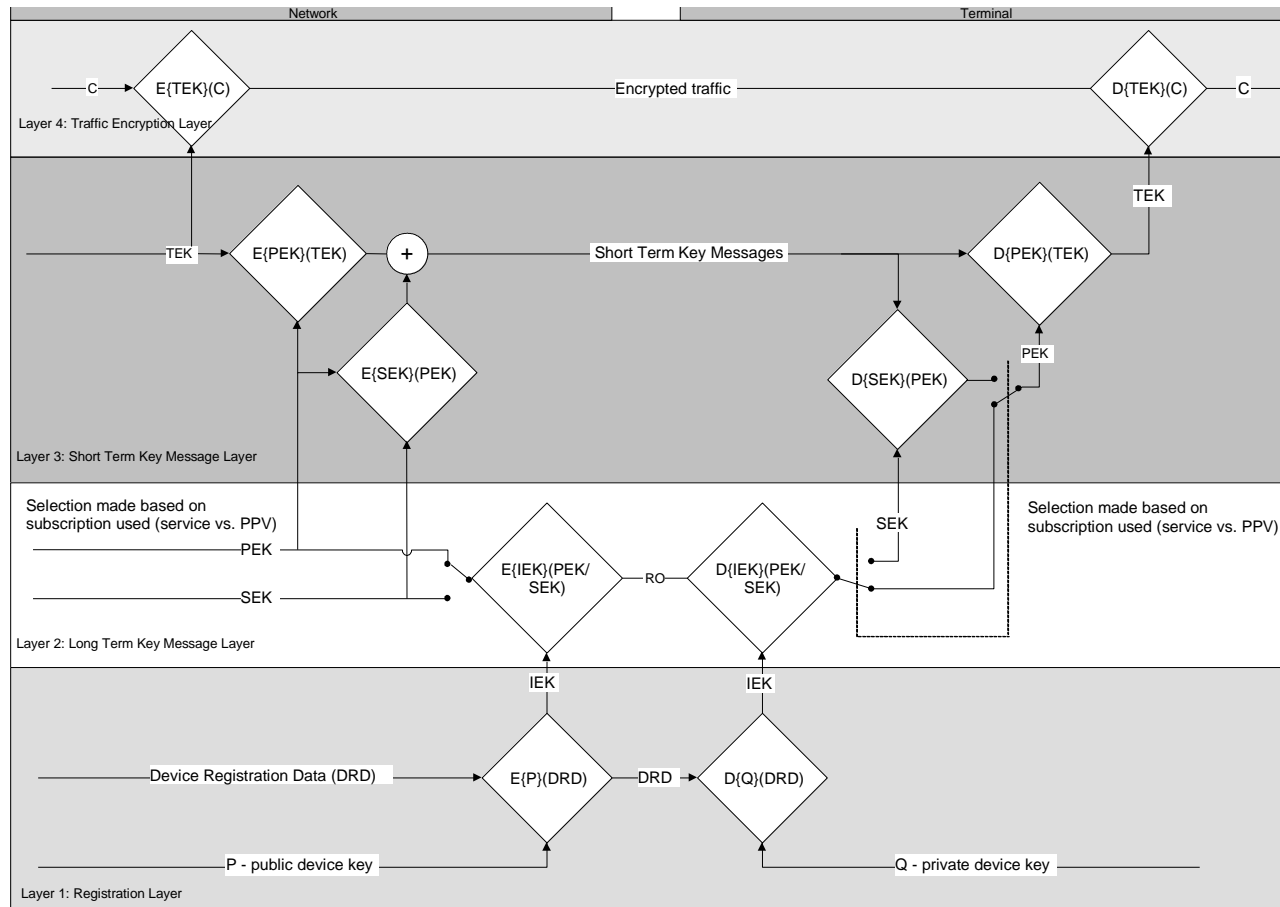 Network
Terminal
C
E{TEK}(C)
Encrypted traffic
D{TEK}(C)
C
Layer 4: Traffic Encryption Layer
TEK
TEK
E{PEK}(TEK)
+
Short Term Key Messages
D{PEK}(TEK)
PEK
E{SEK}(PEK)
D{SEK}(PEK)
Layer 3: Short Term Key Message Layer
Selection made based on
subscription used (service vs. PPV)
Selection made based on
subscription used (service vs. PPV)
SEK
PEK
E{IEK}(PEK/
SEK)
RO
D{IEK}(PEK/
SEK)
SEK
Layer 2: Long Term Key Message Layer
IEK
IEK
Device Registration Data (DRD)
E{P}(DRD)
DRD
D{Q}(DRD)
P - public device key
Q - private device key
Layer 1: Registration Layer